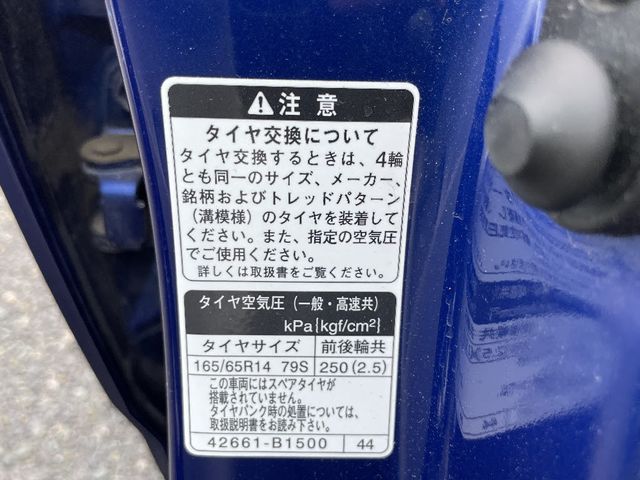 ⚠注意
タイヤ交換について
タイヤ交換するときは、4輪
とも同一のサイズ、メーカー、
銘柄およびトレッドパターン
(溝模様)のタイヤを装着して
ください。また、指定の空気圧
でご使用ください。
詳しくは取扱書をご覧ください。
タイヤ空気圧(一般・高速共)
kPa{kgf/cm²}
タイヤサイズ 前後輪共
165/65R14 79S 250(2.5)
この車両にはスペアタイヤが
搭載されていません。
タイヤパンク時の処置については、
取扱説明書をお読み下さい。
42661-B1500 44